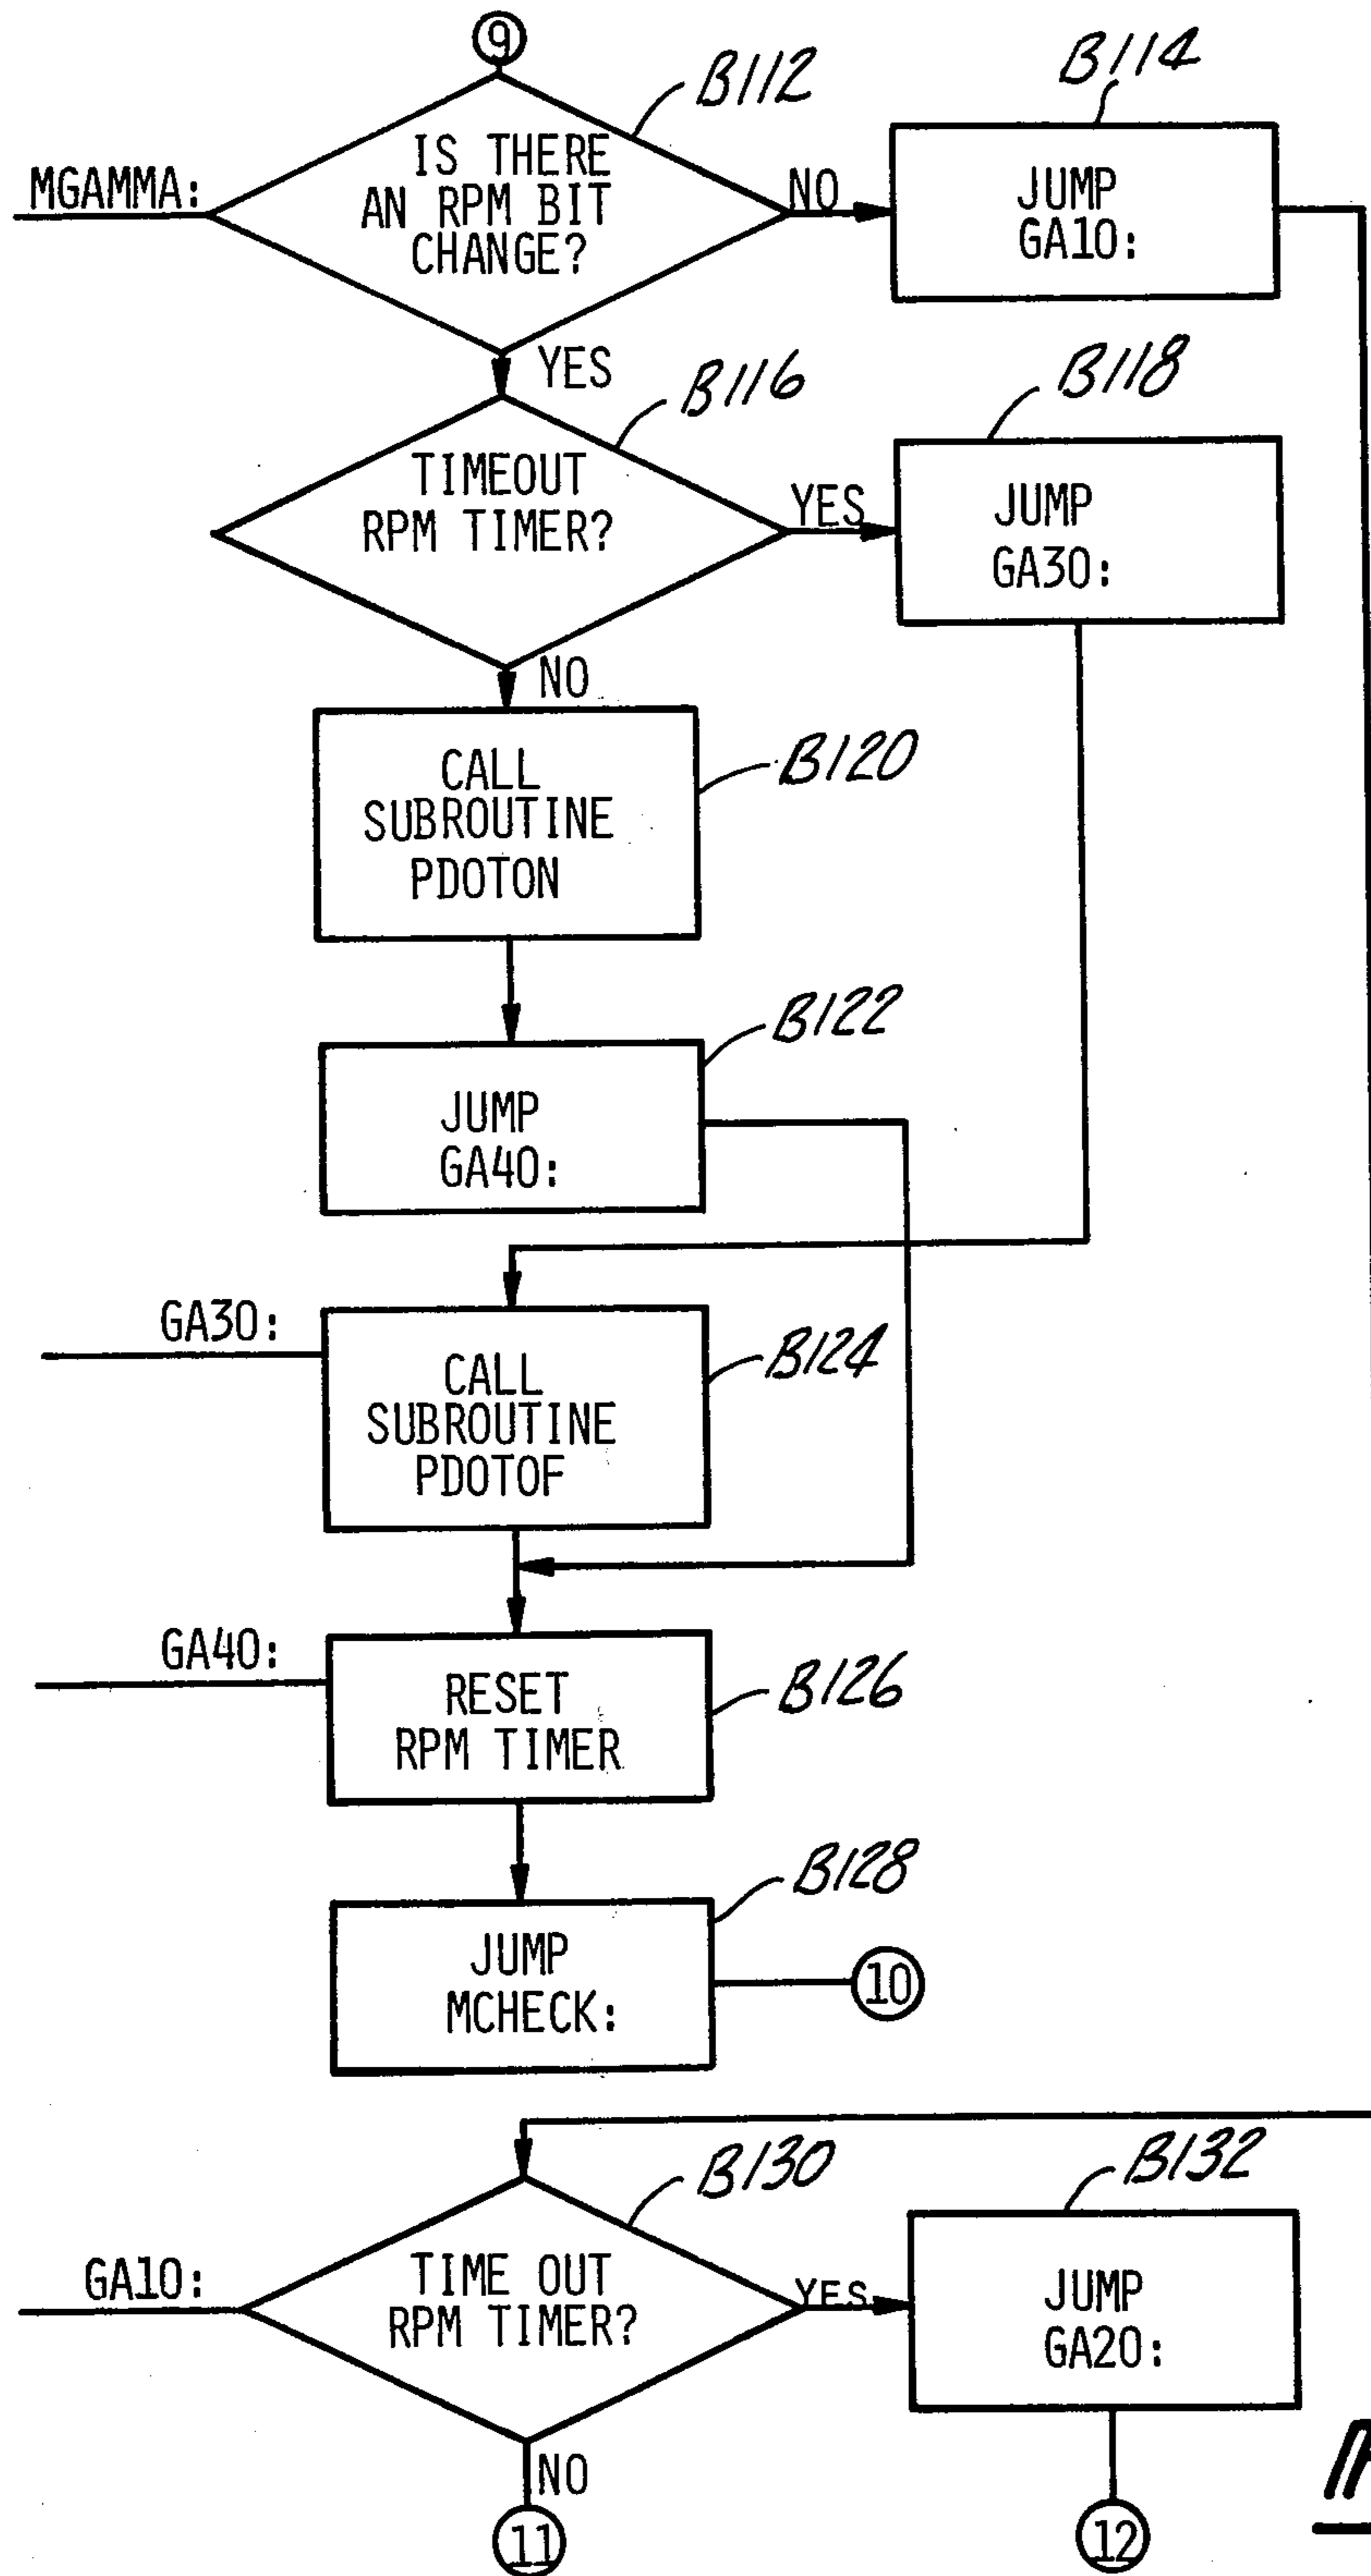 9
B112
B114
MGAMMA:
IS THERE
AN RPM BIT
CHANGE?
NO
JUMP
GA10:
YES
B116
B118
TIMEOUT
RPM TIMER?
YES
JUMP
GA30:
NO
CALL
SUBROUTINE
PDOTON
B120
B122
JUMP
GA40:
GA30:
CALL
SUBROUTINE
PDOTOF
B124
GA40:
RESET
RPM TIMER
B126
B128
JUMP
MCHECK:
10
B130
B132
GA10:
TIME OUT
RPM TIMER?
YES
JUMP
GA20:
NO
11
12